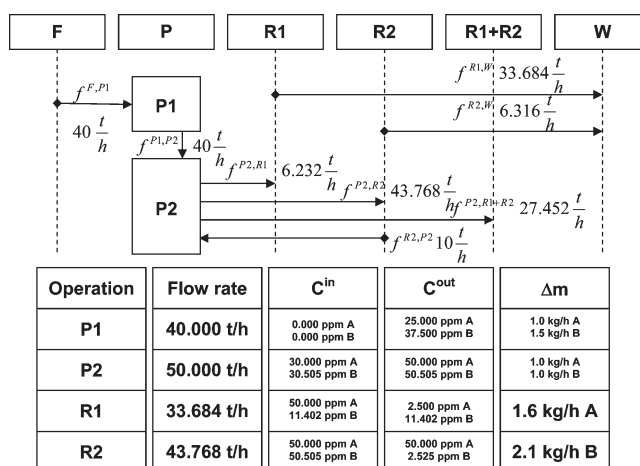 F P R1 R2 R1+R2 W
f^{F,P1} P1 f^{R1,W} 33.684 t/h
40 t/h f^{R2,W} 6.316 t/h
f^{P1,P2} 40 t/h
f^{P2,R1} 6.232 t/h
P2 f^{P2,R2} 43.768 t/h
f^{P2,R1+R2} 27.452 t/h
f^{R2,P2} 10 t/h
Operation Flow rate C^{in} C^{out} Δm
P1 40.000 t/h 0.000 ppm A 25.000 ppm A 1.0 kg/h A
0.000 ppm B 37.500 ppm B 1.5 kg/h B
P2 50.000 t/h 30.000 ppm A 50.000 ppm A 1.0 kg/h A
30.505 ppm B 50.505 ppm B 1.0 kg/h B
R1 33.684 t/h 50.000 ppm A 2.500 ppm A 1.6 kg/h A
11.402 ppm B 11.402 ppm B
R2 43.768 t/h 50.000 ppm A 50.000 ppm A 2.1 kg/h B
50.505 ppm B 2.525 ppm B